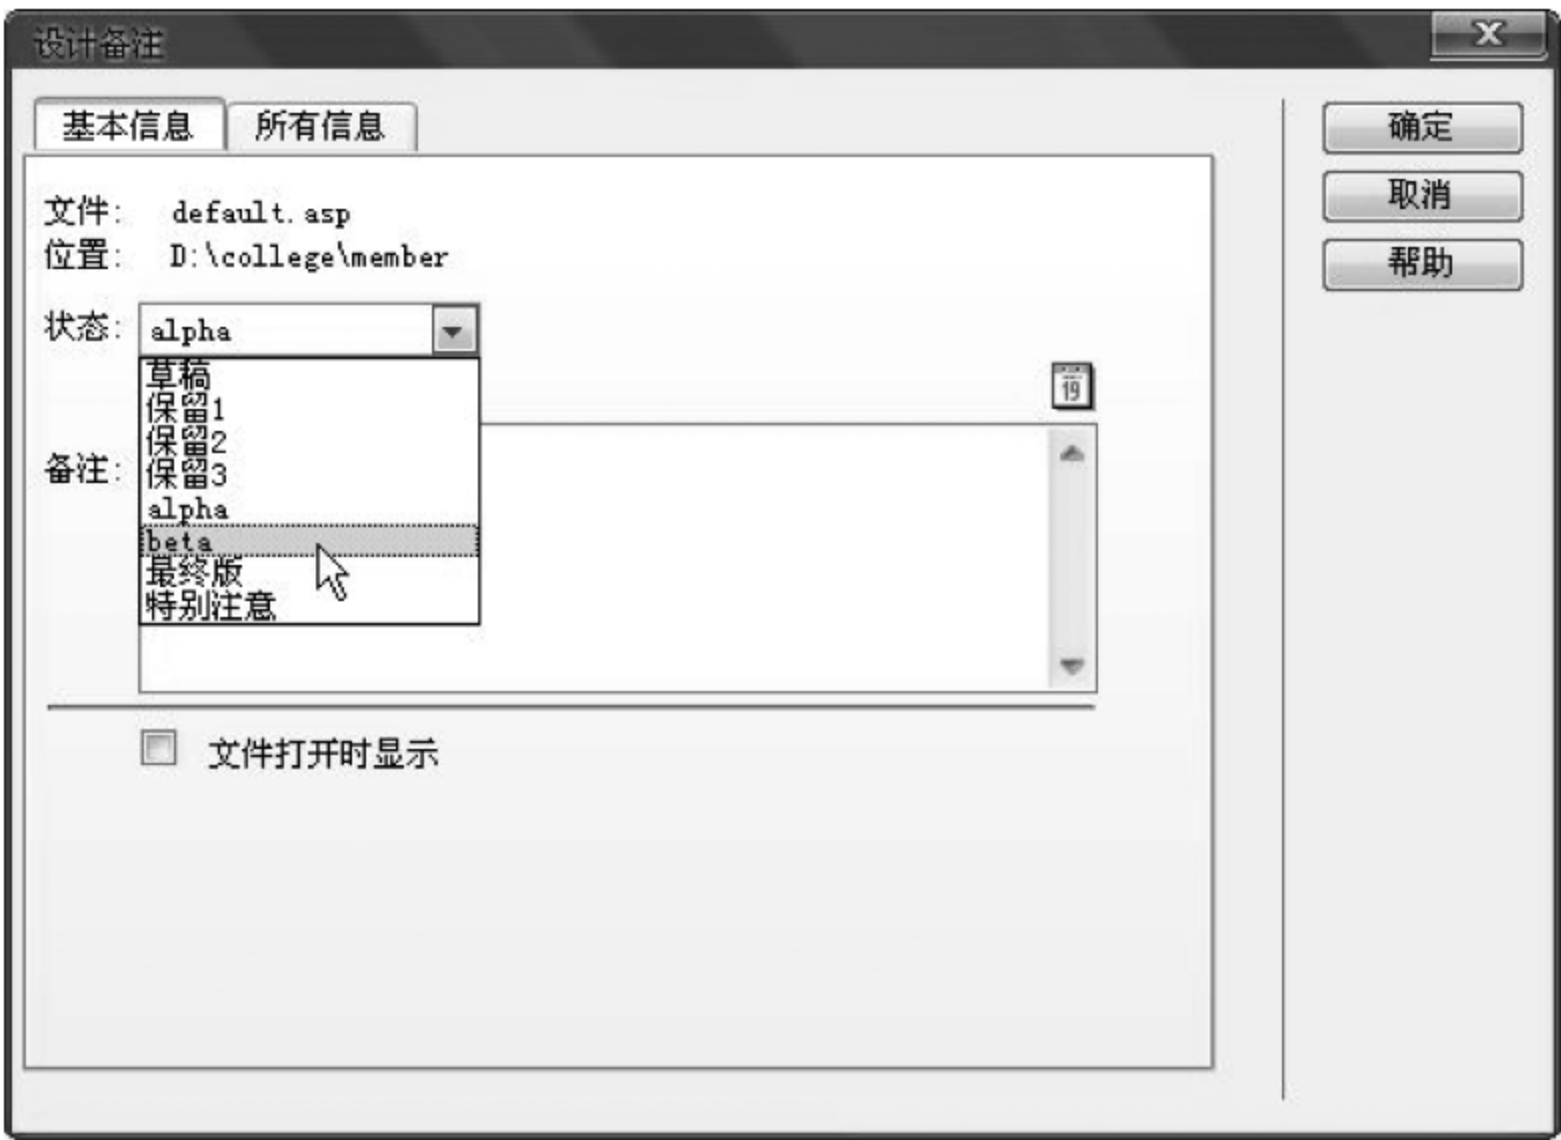 设计备注
X
基本信息 所有信息
确定
取消
帮助
文件: default.asp
位置: D:\college\member
状态: alpha
草稿
保留1
保留2
保留3
alpha
beta
最终版
特别注意
19
备注:
文件打开时显示